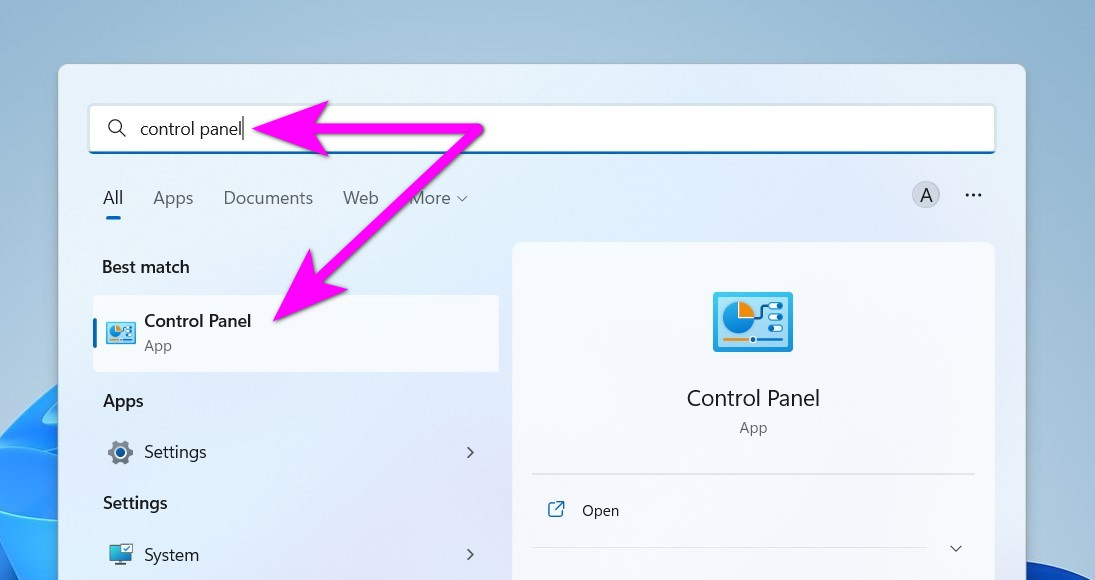 control panel
All Apps Documents Web More
A
Best match
Control Panel
App
Apps
Settings
Settings
System
Control Panel
App
Open